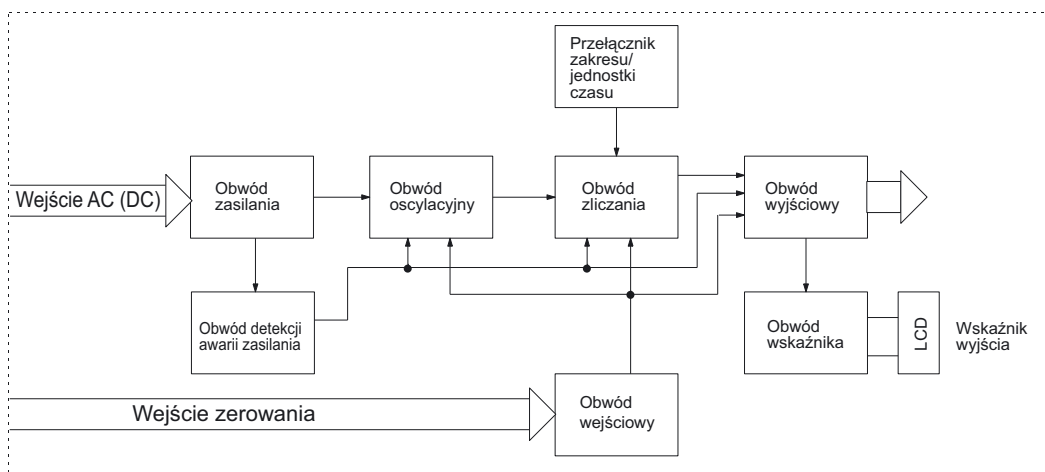 Przełącznik
zakresu/
jednostki
czasu
Wejście AC (DC)
Obwód
zasilania
Obwód
oscylacyjny
Obwód
zliczania
Obwód
wyjściowy
Obwód detekcji
awarii zasilania
Obwód
wskaźnika
LCD
Wskaźnik
wyjścia
Wejście zerowania
Obwód
wejściowy